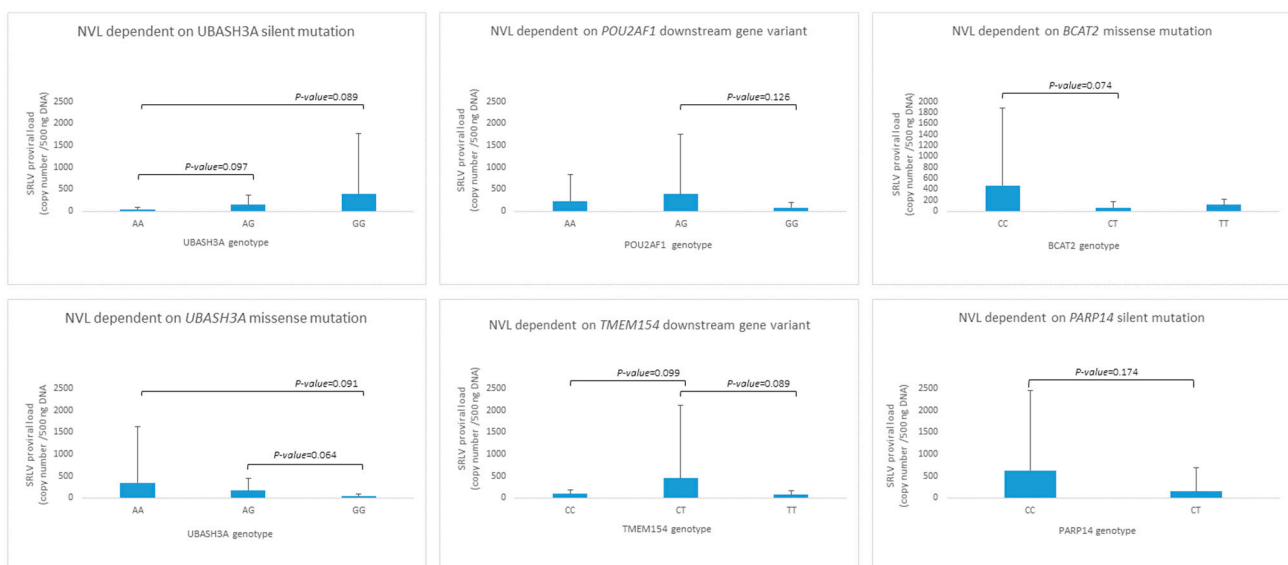 NVL dependent on UBASH3A silent mutation
P-value=0.089
P-value=0.097
SRLV proviral load
(copy number /500 ng DNA)
2500
2000
1500
1000
500
0
AA AG GG
UBASH3A genotype
NVL dependent on POU2AF1 downstream gene variant
P-value=0.126
SRLV proviral load
(copy number /500 ng DNA)
2500
2000
1500
1000
500
0
AA AG GG
POU2AF1 genotype
NVL dependent on BCAT2 missense mutation
P-value=0.074
SRLV proviral load
(copy number /500 ng DNA)
2000
1800
1600
1400
1200
1000
800
600
400
200
0
CC CT TT
BCAT2 genotype
NVL dependent on UBASH3A missense mutation
P-value=0.091
P-value=0.064
SRLV proviral load
(copy number /500 ng DNA
2500
2000
1500
1000
500
0
AA AG GG
UBASH3A genotype
NVL dependent on TMEM154 downstream gene variant
P-value=0.099
P-value=0.089
SRLV proviral load
(copy number /500 ng DNA)
2500
2000
1500
1000
500
0
CC CT TT
TMEM154 genotype
NVL dependent on PARP14 silent mutation
P-value=0.174
SRLV proviral load
(copy number /500 ng DNA)
2500
2000
1500
1000
500
0
CC CT
PARP14 genotype